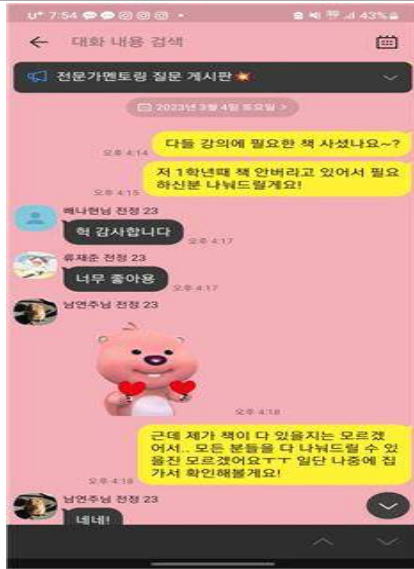 U+ 7:54
43%
대화 내용 검색
전문가멘토링 질문 게시판
2023년 3월 4일 토요일 >
다들 강의에 필요한 책 사셨나요~?
오후 4:14
저 1학년때 책 안버리고 있어서 필요
하신분 나눠드릴게요!
오후 4:15
배나현님 전정 23
헉 감사합니다
오후 4:17
류재준 전정 23
너무 좋아용
오후 4:17
남연주님 전정 23
오후 4:18
근데 제가 책이 다 있을지는 모르겠
어서.. 모든 분들을 다 나눠드릴 수 있
을진 모르겠어요ㅜㅜ 일단 나중에 집
가서 확인해볼게요!
오후 4:18
남연주님 전정 23
네네!